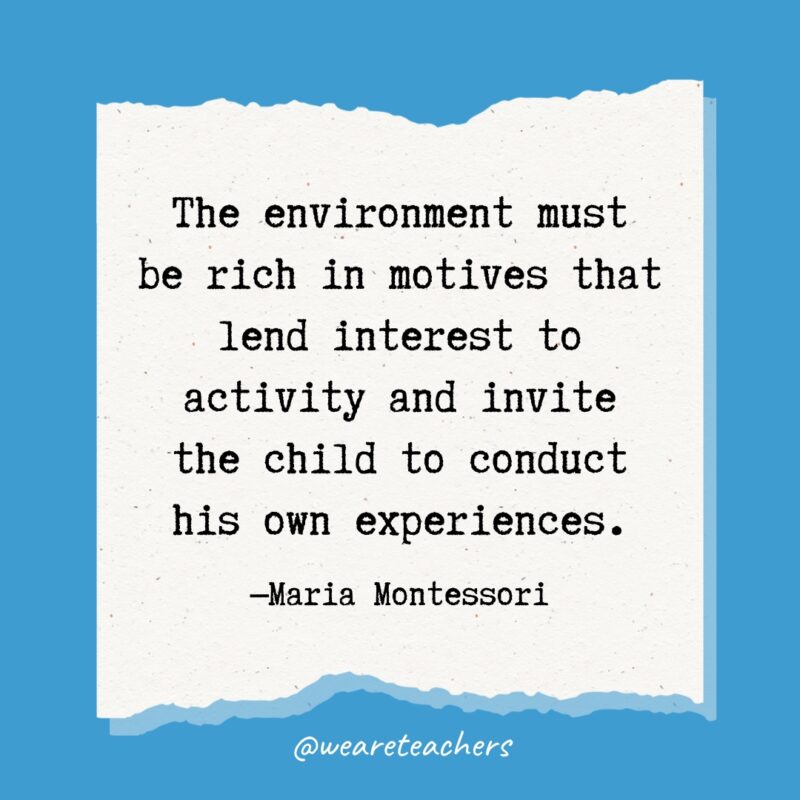 The environment must
be rich in motives that
lend interest to
activity and invite
the child to conduct
his own experiences.
—Maria Montessori
@weareteachers